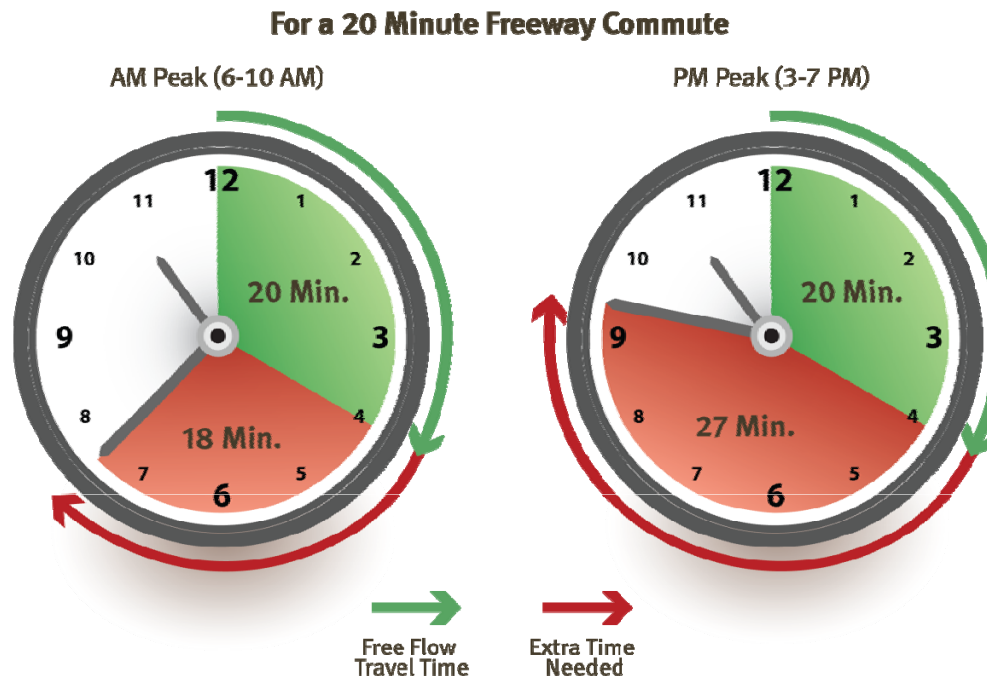 For a 20 Minute Freeway Commute
AM Peak (6-10 AM)
12
1
2
3
4
5
6
7
8
9
10
11
20 Min.
18 Min.
PM Peak (3-7 PM)
12
1
2
3
4
5
6
7
8
9
10
11
20 Min.
27 Min.
Free Flow
Travel Time
Extra Time
Needed